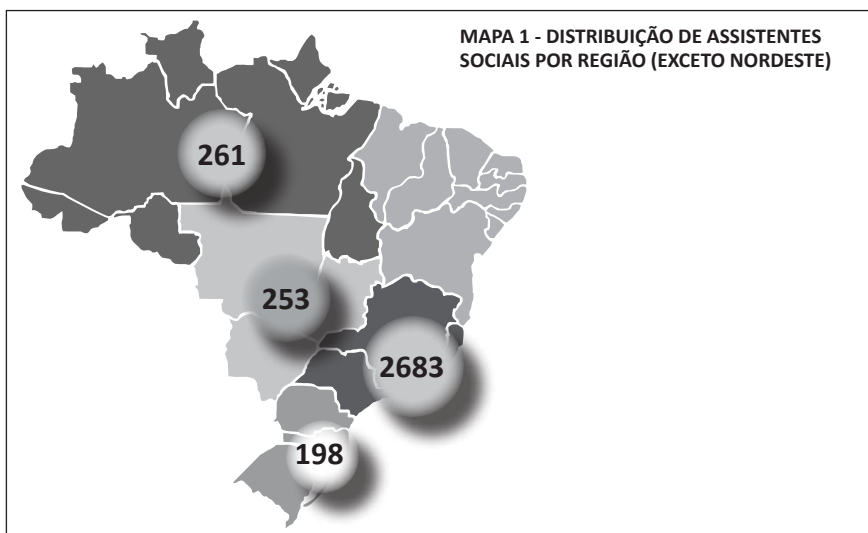 MAPA 1 - DISTRIBUIÇÃO DE ASSISTENTES
SOCIAIS POR REGIÃO (EXCETO NORDESTE)
261
253
2683
198